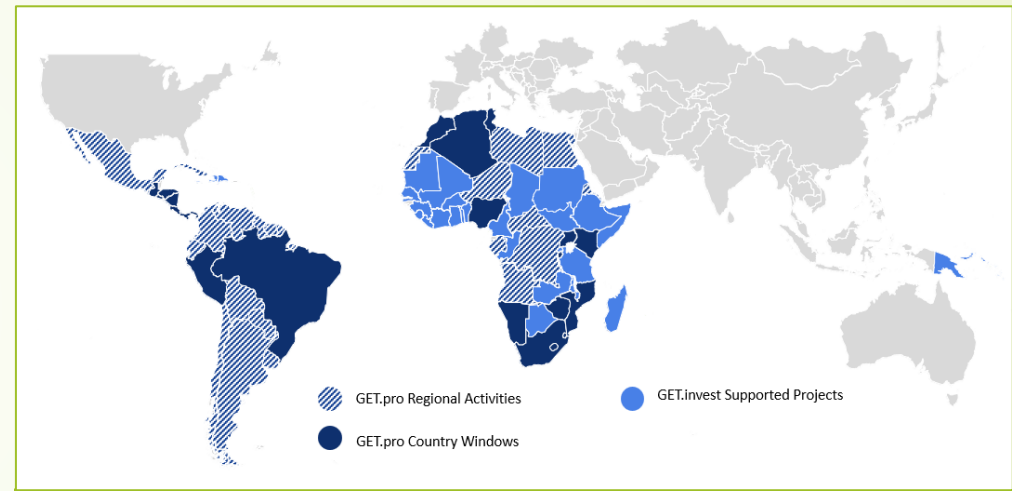 GET.pro Regional Activities
GET.invest Supported Projects
GET.pro Country Windows